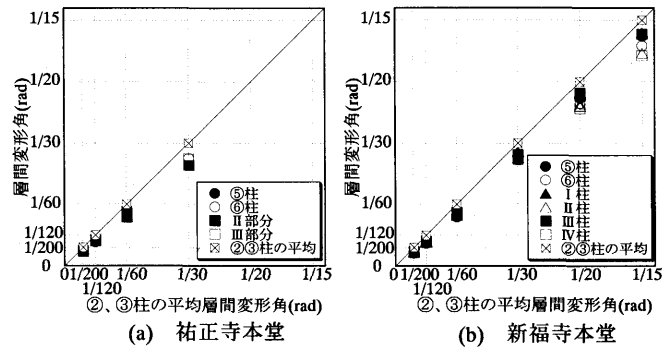 1/15
1/20
1/30
1/60
1/120
1/200
0
層間変形角(rad)
⑤柱
⑥柱
Ⅱ部分
Ⅲ部分
②③柱の平均
01/200 1/60 1/30 1/20 1/15
1/120
②、③柱の平均層間変形角(rad)
(a) 祐正寺本堂
1/15
1/20
1/30
1/60
1/120
1/200
0
層間変形角(rad)
⑤柱
⑥柱
Ⅰ柱
Ⅱ柱
Ⅲ柱
Ⅳ柱
②③柱の平均
01/200 1/60 1/30 1/20 1/15
1/120
②、③柱の平均層間変形角(rad)
(b) 新福寺本堂